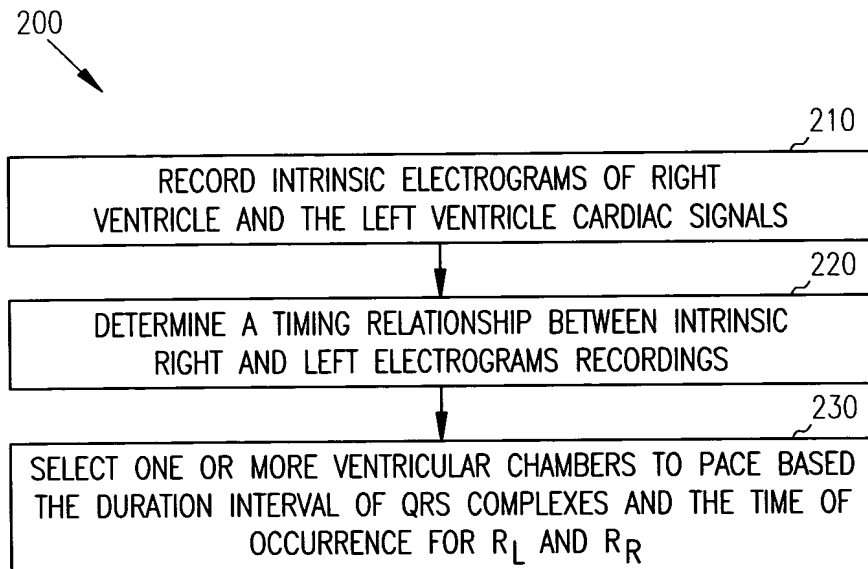 200
210
RECORD INTRINSIC ELECTROGRAMS OF RIGHT
VENTRICLE AND THE LEFT VENTRICLE CARDIAC SIGNALS
220
DETERMINE A TIMING RELATIONSHIP BETWEEN INTRINSIC
RIGHT AND LEFT ELECTROGRAMS RECORDINGS
230
SELECT ONE OR MORE VENTRICULAR CHAMBERS TO PACE BASED
THE DURATION INTERVAL OF QRS COMPLEXES AND THE TIME OF
OCCURRENCE FOR R_L AND R_R